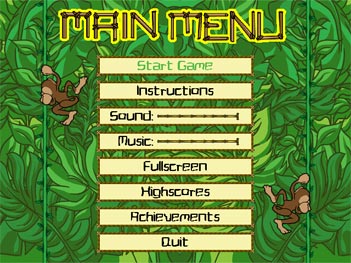 MAIN MENU
Start Game
Instructions
Sound:
Music:
Fullscreen
Highscores
Achievements
Quit